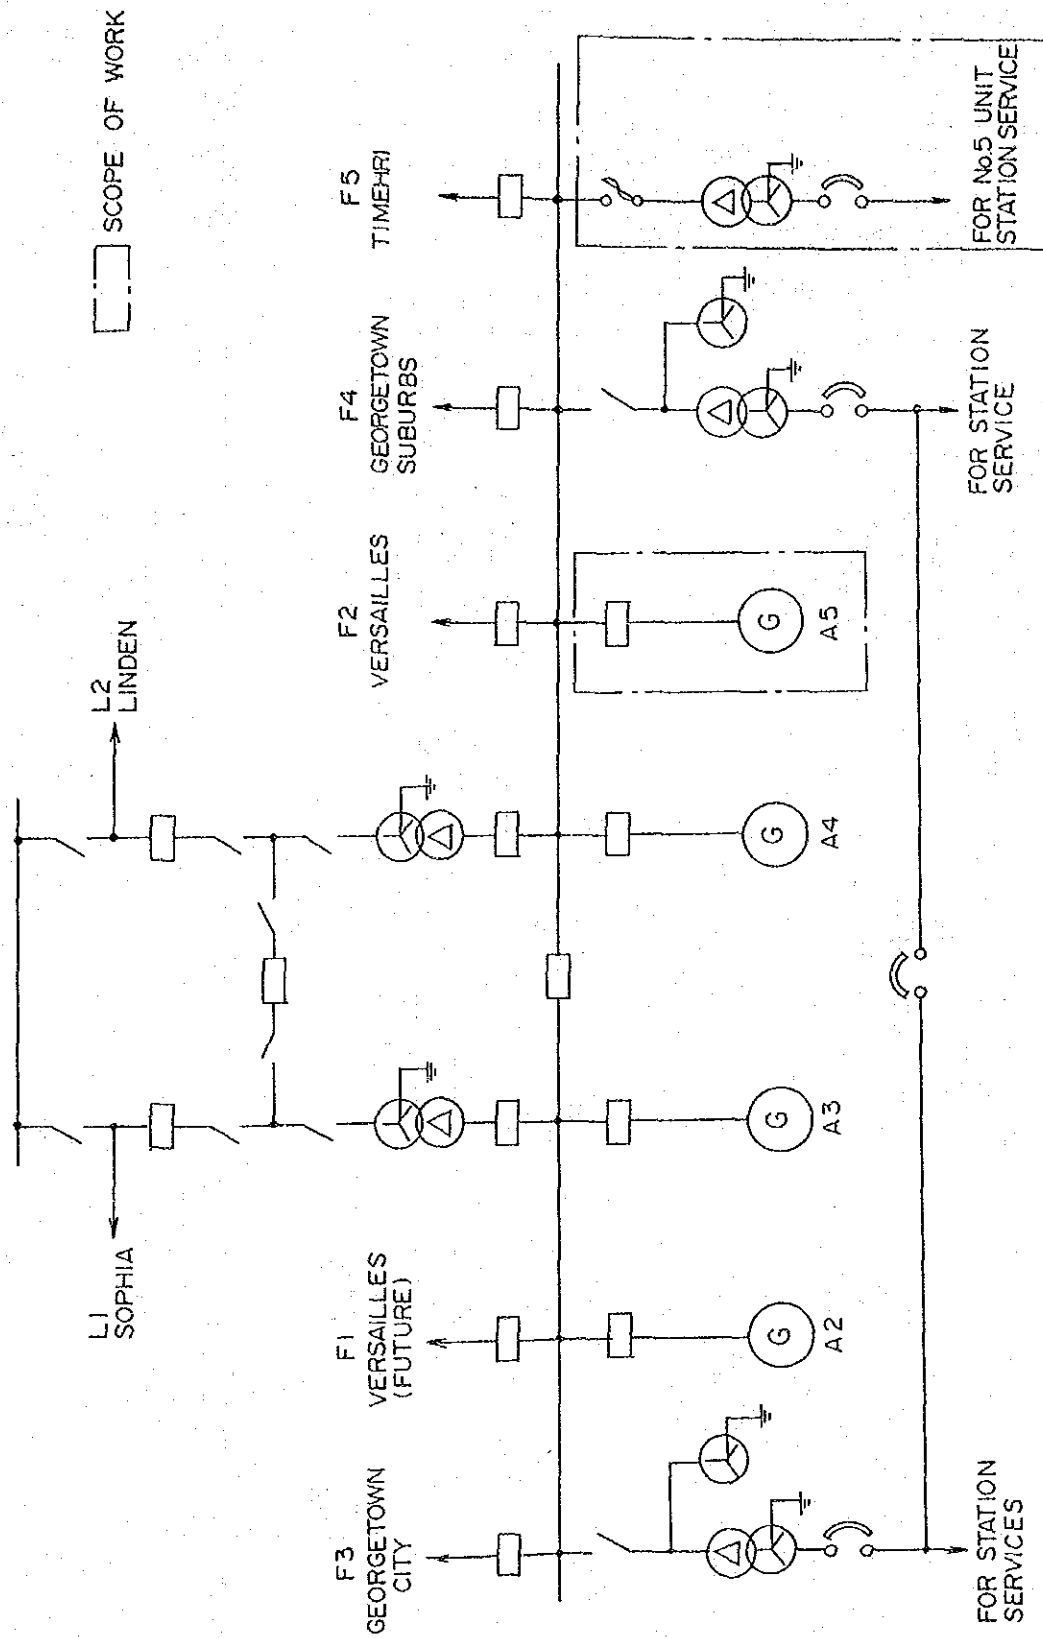 SCOPE OF WORK
L1
SOPHIA
L2
LINDEN
F3
GEORGETOWN
CITY
F1
VERSAILLES
(FUTURE)
F2
VERSAILLES
F4
GEORGETOWN
SUBURBS
F5
TIMEHRI
G
A2
G
A3
G
A4
G
A5
FOR STATION
SERVICES
FOR STATION
SERVICE
FOR No.5 UNIT
STATION SERVICE